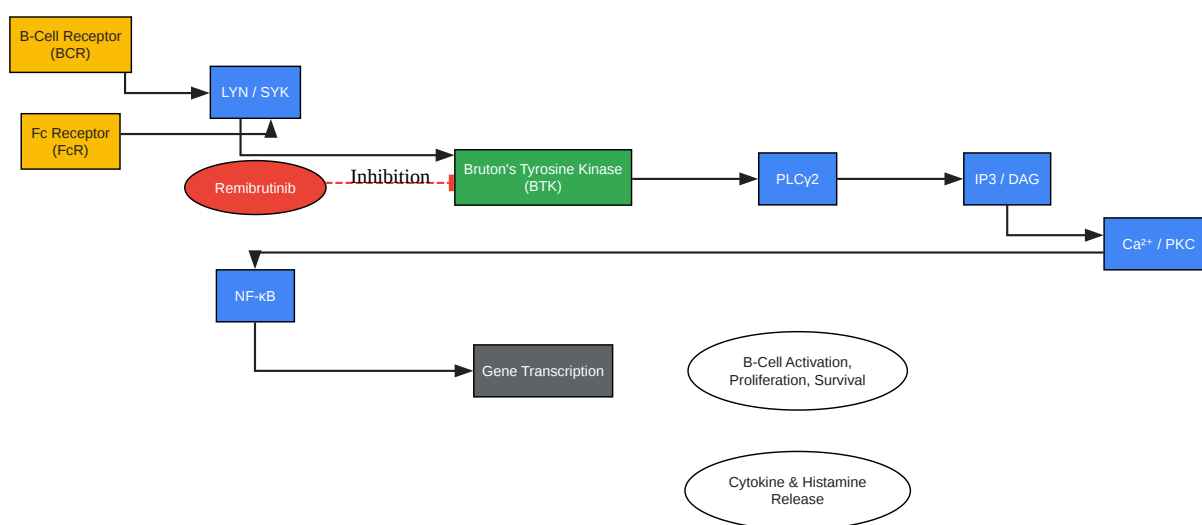 B-Cell Receptor
(BCR)
LYN / SYK
Fc Receptor
(FcR)
Remibrutinib
Inhibition
Bruton's Tyrosine Kinase
(BTK)
PLCγ2
IP3 / DAG
Ca²⁺ / PKC
NF-κB
Gene Transcription
B-Cell Activation,
Proliferation, Survival
Cytokine & Histamine
Release